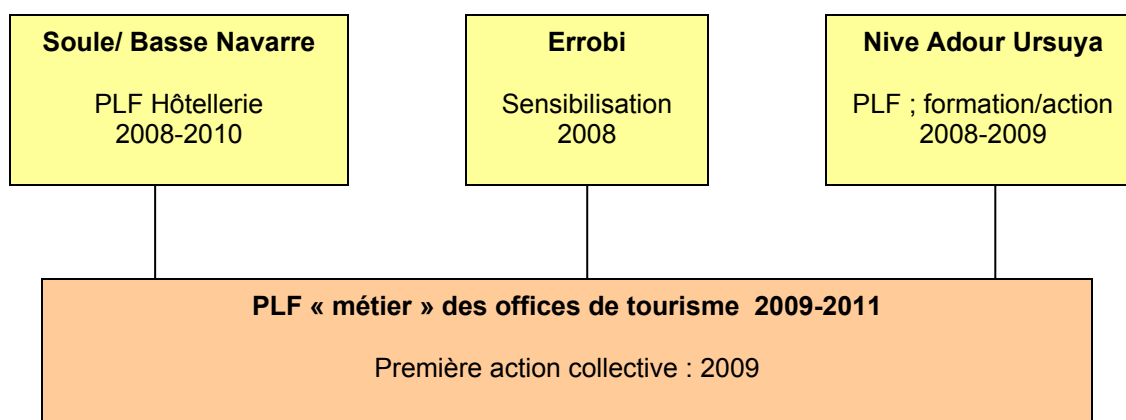 Soule/ Basse Navarre
PLF Hôtellerie
2008-2010
Errobi
Sensibilisation
2008
Nive Adour Ursuya
PLF ; formation/action
2008-2009
PLF « métier » des offices de tourisme 2009-2011
Première action collective : 2009